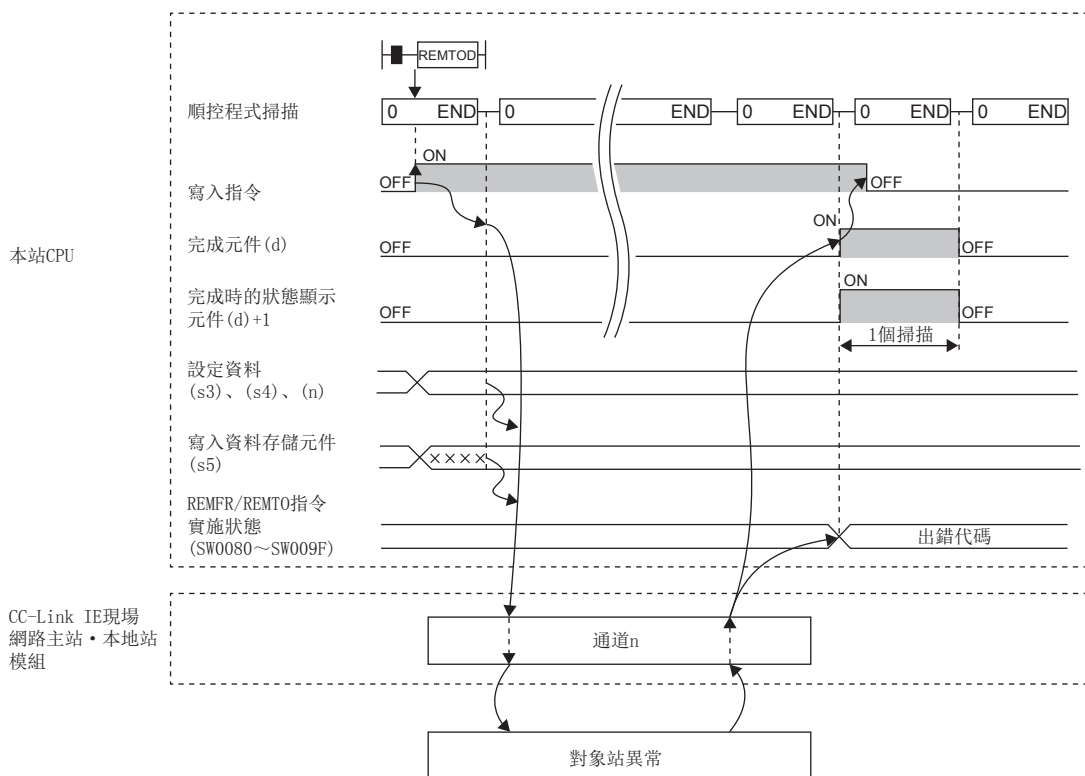 REMTOD
順控程式掃描
0 END 0 END 0 END 0 END 0 END
ON
寫入指令
OFF
OFF
本站CPU
完成元件(d)
OFF
ON
OFF
完成時的狀態顯示
元件(d)+1
OFF
ON
OFF
1個掃描
設定資料
(s3)、(s4)、(n)
寫入資料存儲元件
(s5)
××××
REMFR/REMTO指令
實施狀態
(SW0080～SW009F)
出錯代碼
CC-Link IE現場
網路主站・本地站
模組
通道n
對象站異常